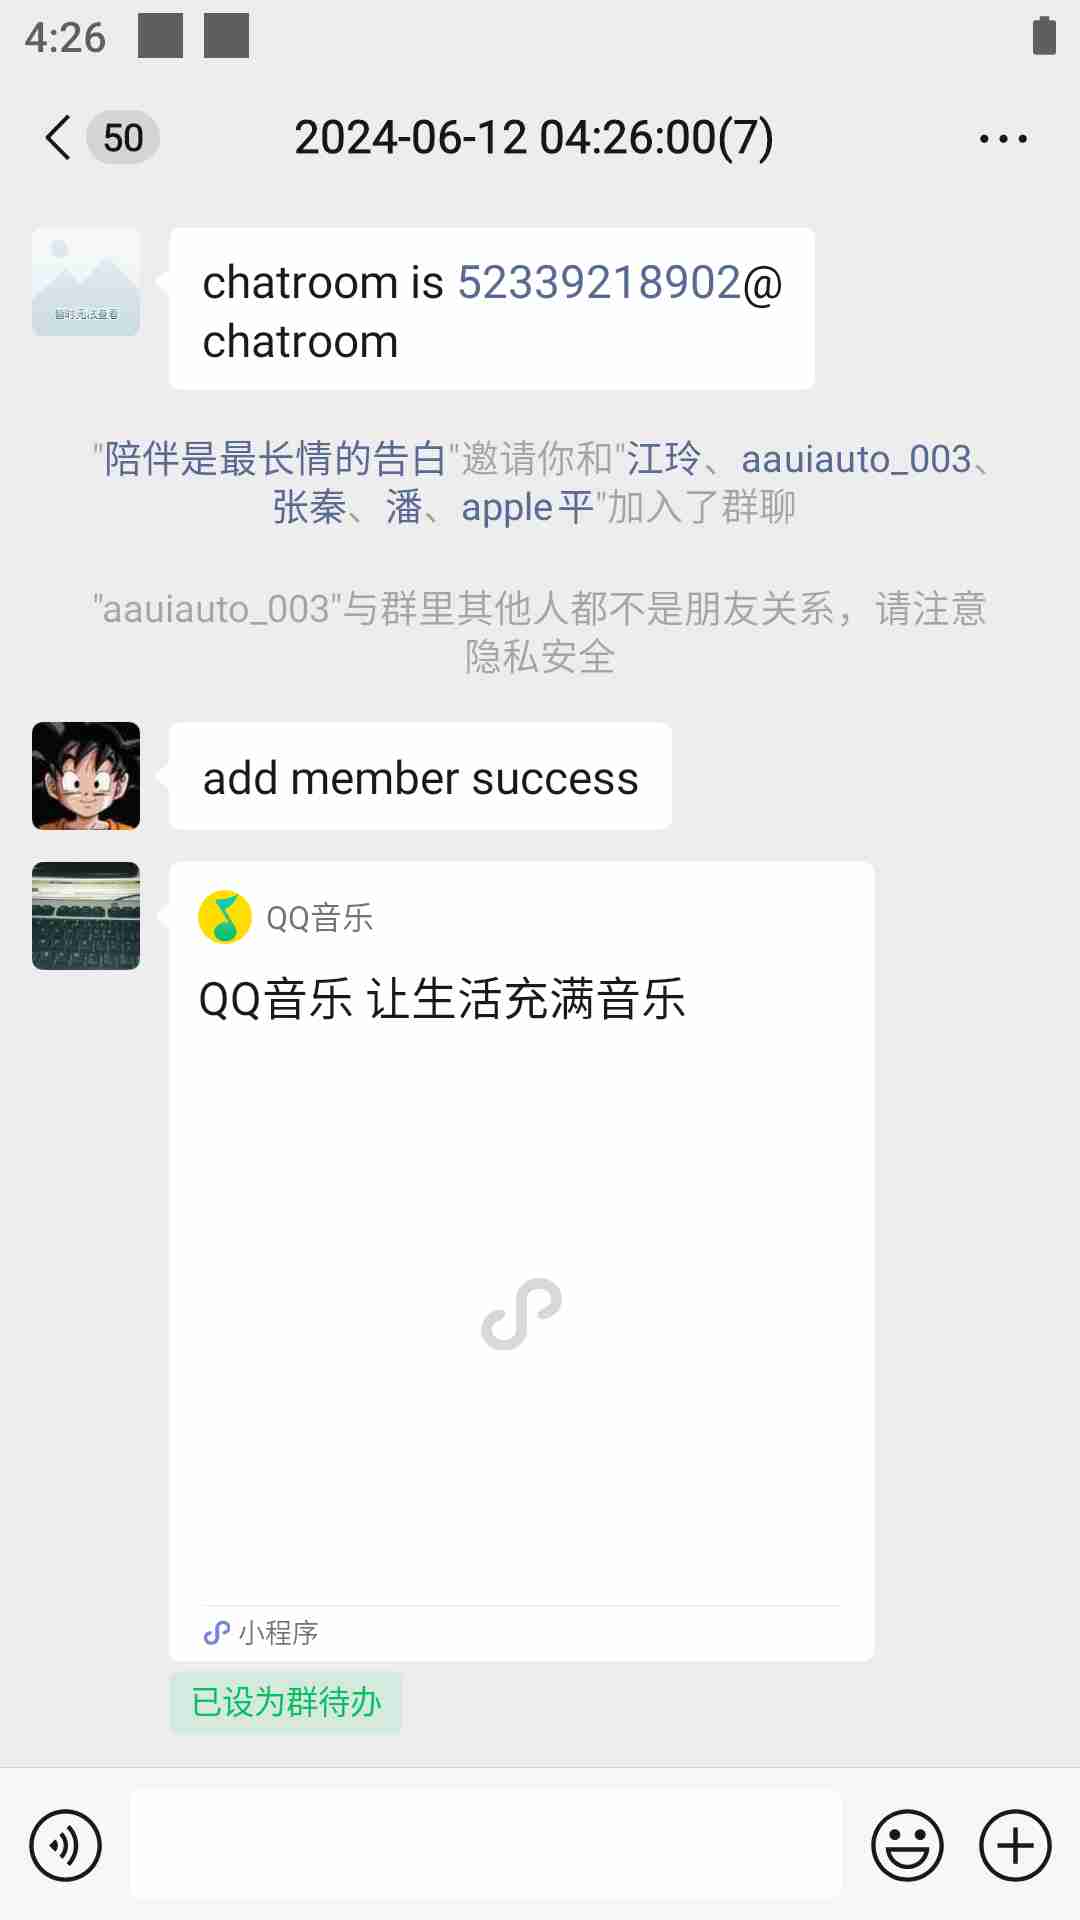 4:26
50
2024-06-12 04:26:00(7)
chatroom is 52339218902@
chatroom
暂时无法查看
"陪伴是最长情的告白"邀请你和"江玲、aauiauto_003、
张秦、潘、apple平"加入了群聊
"aauiauto_003"与群里其他人都不是朋友关系，请注意
隐私安全
add member success
QQ音乐
QQ音乐 让生活充满音乐
小程序
已设为群待办